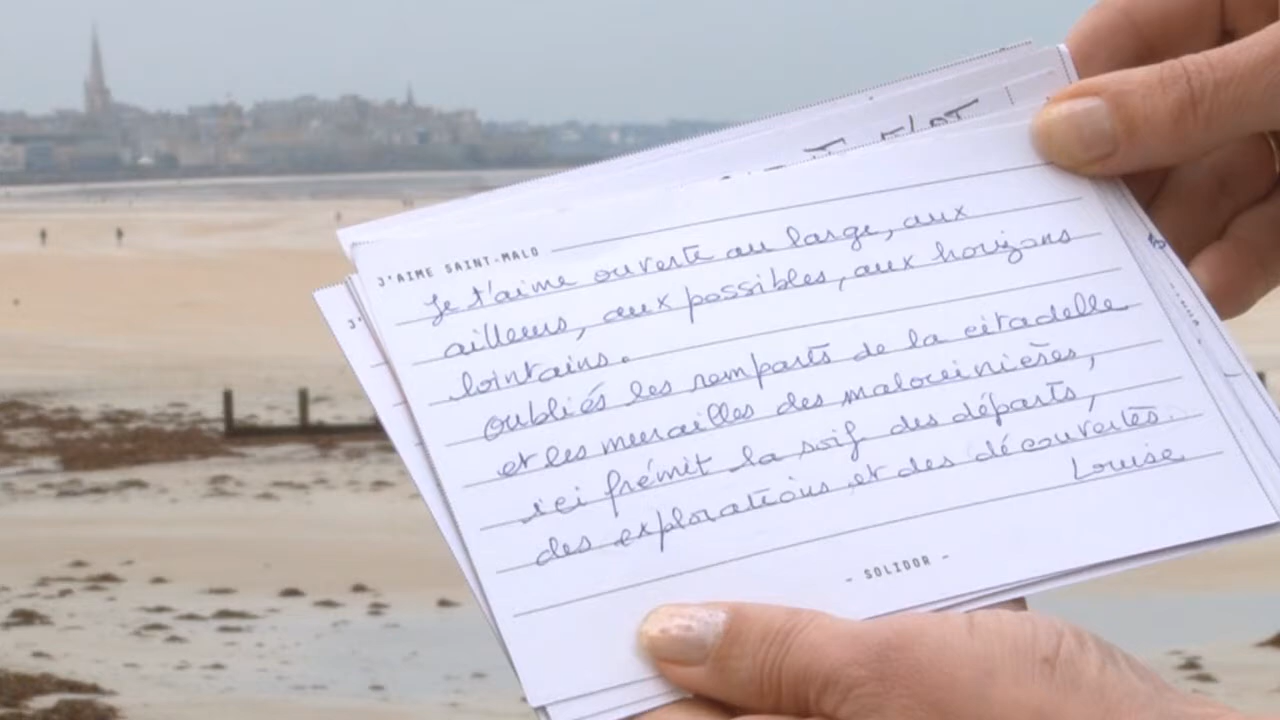 J'AIME SAINT-MALO
Je t'aime ouverte au large, aux
ailleurs, aux possibles, aux horizons
lointains.
oubliés les remparts de la citadelle
et les murailles des malouinières,
ici frémit la soif des départs,
des explorations et des découvertes.
Louise
- SOLIDOR -